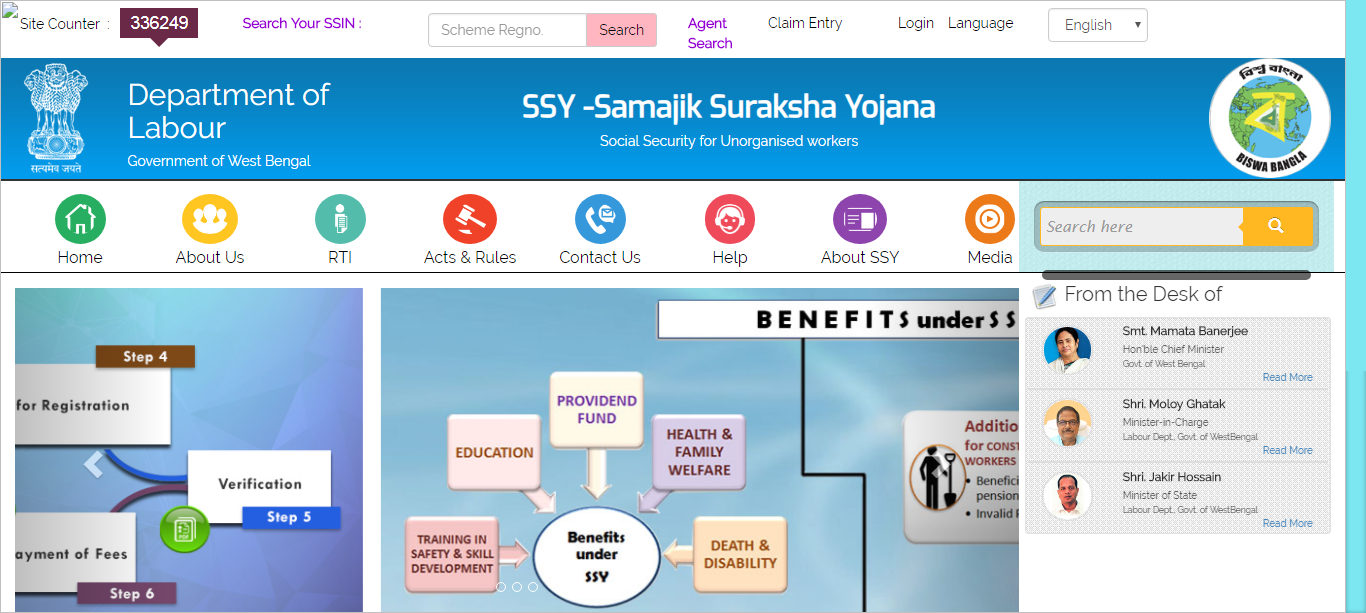 Site Counter :
336249
Search Your SSIN :
Scheme Regno.
Search
Agent
Search
Claim Entry
Login
Language
English
सत्यमेव जयते
Department of
Labour
Government of West Bengal
SSY -Samajik Suraksha Yojana
Social Security for Unorganised workers
বিশ্ব বাংলা
ব
BISWA BANGLA
Home
About Us
RTI
Acts & Rules
Contact Us
Help
About SSY
Media
Search here
Step 4
for Registration
Verification
Step 5
PDF
ayment of Fees
Step 6
BENEFITS under S S
PROVIDEND
FUND
EDUCATION
HEALTH &
FAMILY
WELFARE
TRAINING IN
SAFETY & SKILL
DEVELOPMENT
Benefits
under
SSY
DEATH &
DISABILITY
Additio
for CONST
WORKERS
• Benefici
pension
• Invalid P
From the Desk of
Smt. Mamata Banerjee
Hon'ble Chief Minister
Govt. of West Bengal
Read More
Shri. Moloy Ghatak
Minister-in-Charge
Labour Dept., Govt. of WestBengal
Read More
Shri. Jakir Hossain
Minister of State
Labour Dept., Govt. of WestBengal
Read More